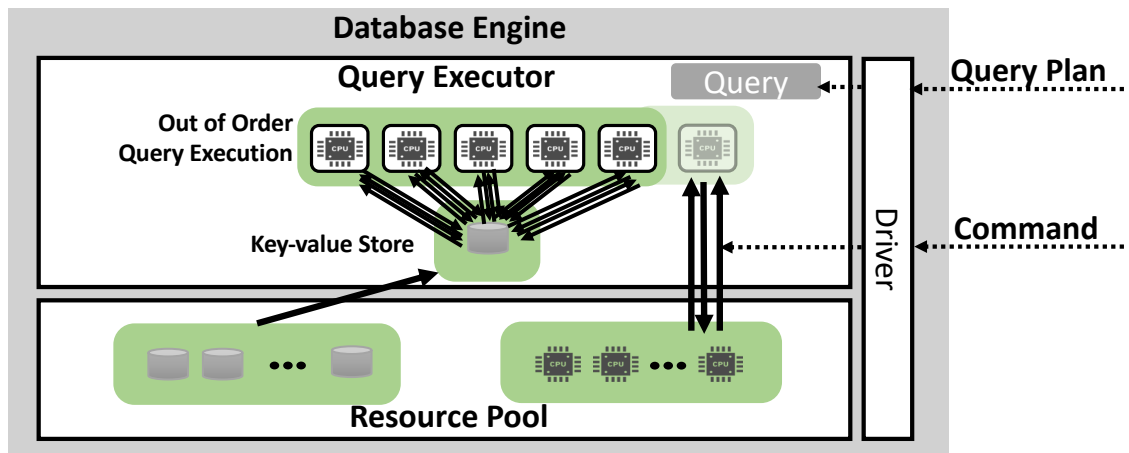 Database Engine
Query Executor
Query
Query Plan
Out of Order
Query Execution
CPU
CPU
CPU
CPU
CPU
CPU
Key-value Store
Command
Driver
CPU
CPU
CPU
Resource Pool